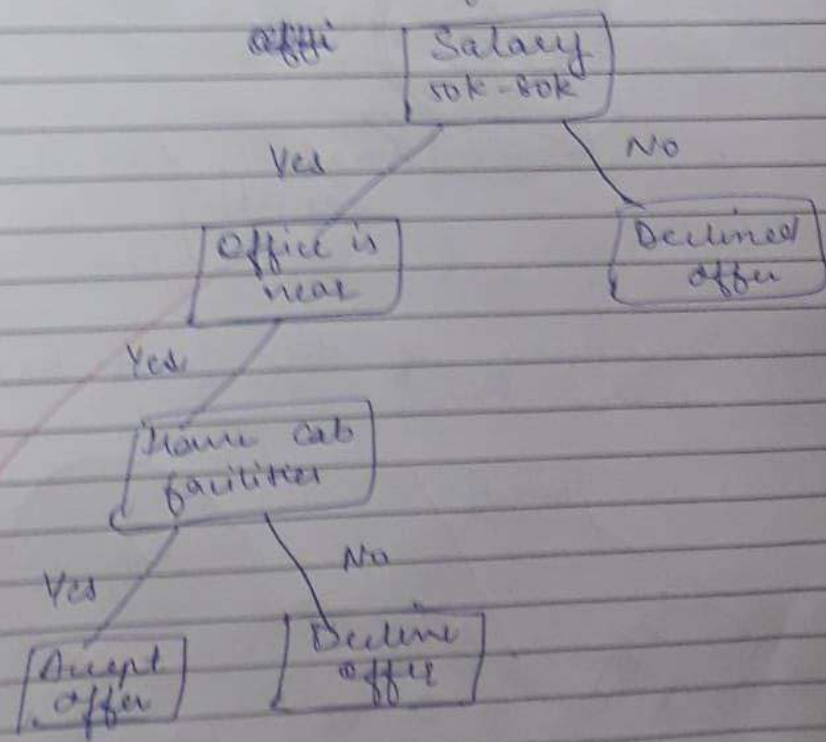 Salary
50k-80k
Yes
No
Office is
near
Declined
offer
Yes
Home Cab
facilities
Yes
No
Accept
offer
Decline
offer